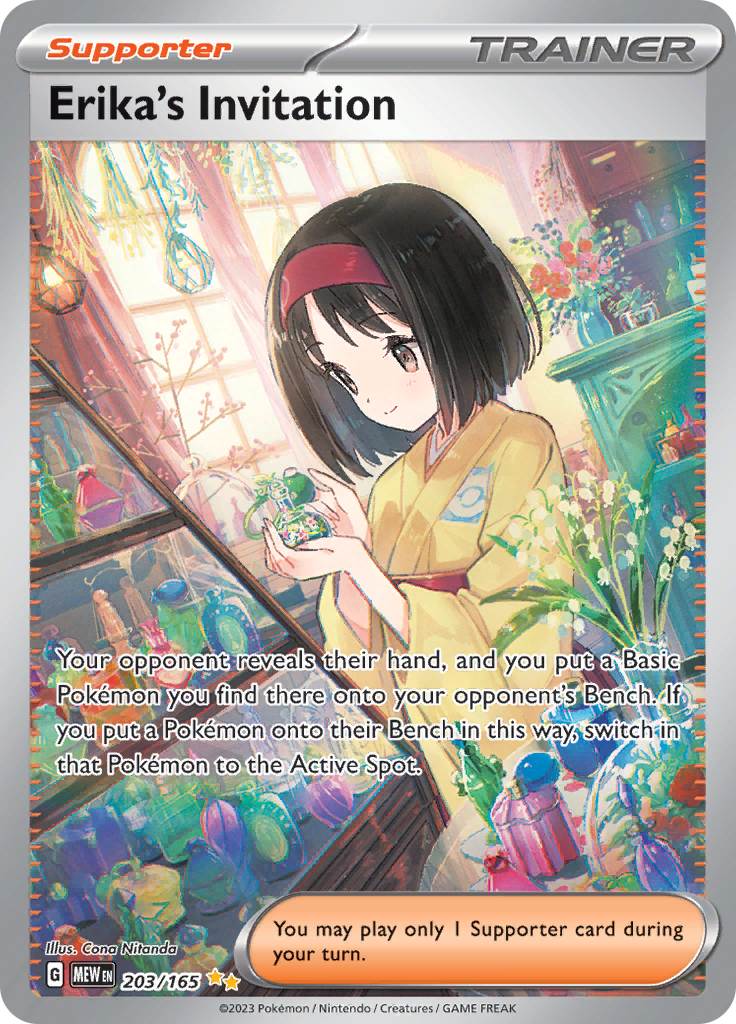 Supporter
TRAINER
Erika's Invitation
Your opponent reveals their hand, and you put a Basic
Pokémon you find there onto your opponent's Bench. If
you put a Pokémon onto their Bench in this way, switch in
that Pokémon to the Active Spot.
You may play only 1 Supporter card during
your turn.
Illus. Cona Nitanda
G MEW EN 203/165
©2023 Pokémon / Nintendo / Creatures / GAME FREAK